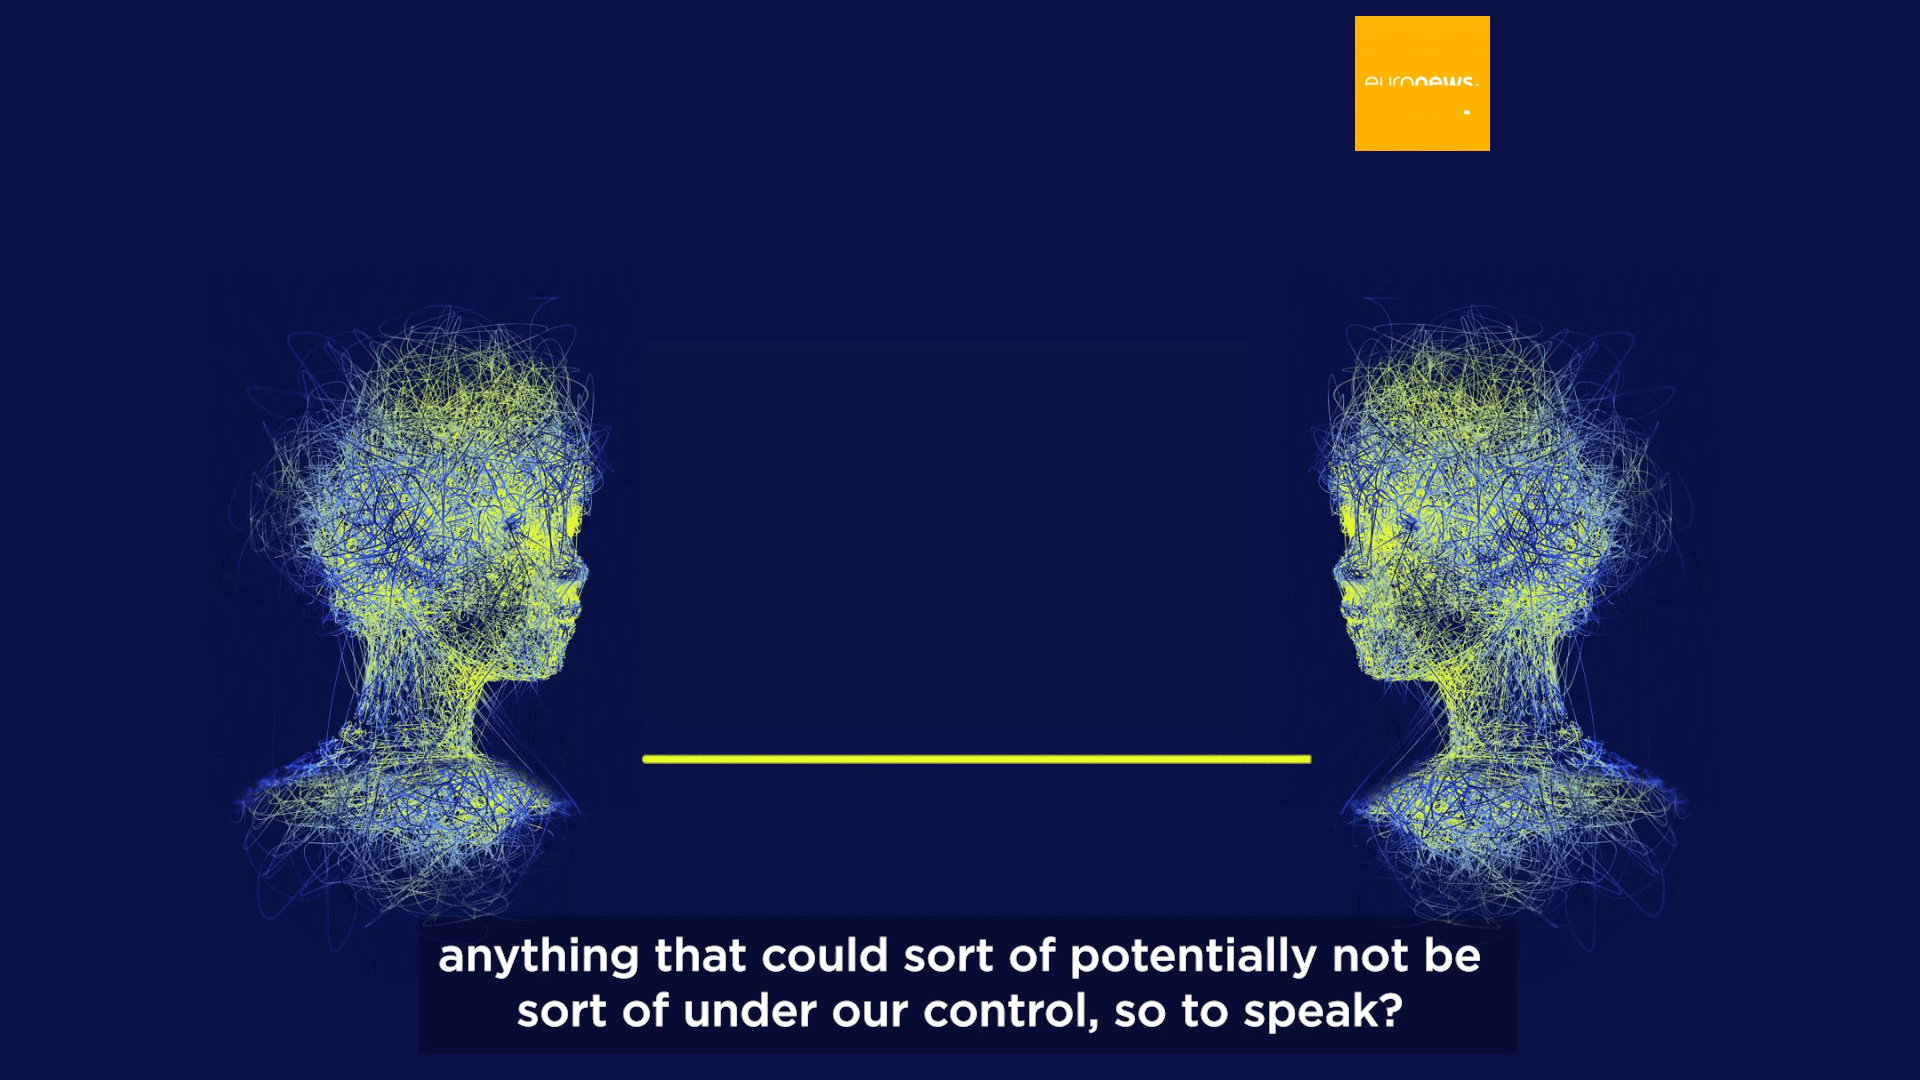 euronews.
anything that could sort of potentially not be
sort of under our control, so to speak?